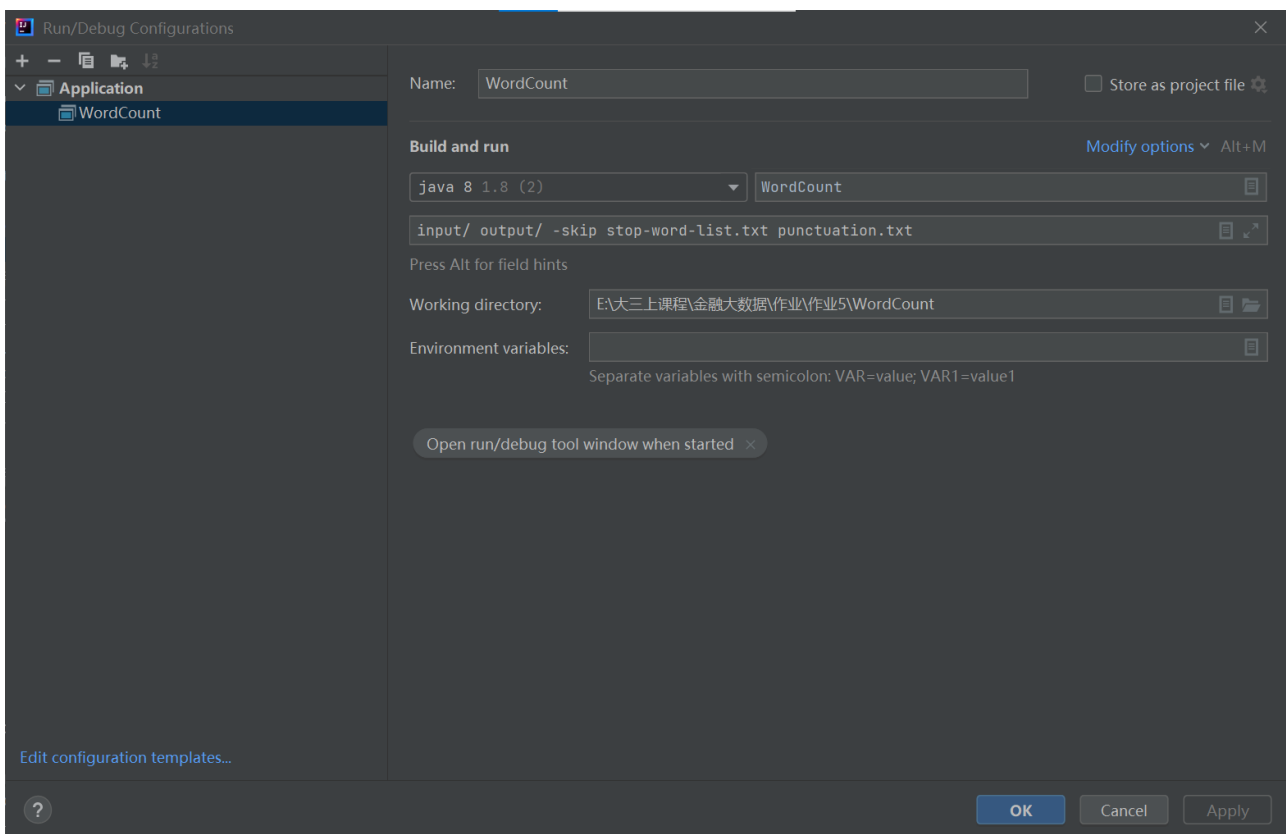 Run/Debug Configurations
Application
WordCount
Name: WordCount Store as project file
Build and run Modify options Alt+M
java 8 1.8 (2) WordCount
input/ output/ -skip stop-word-list.txt punctuation.txt
Press Alt for field hints
Working directory: E:\大三上课程\金融大数据\作业\作业5\WordCount
Environment variables:
Separate variables with semicolon: VAR=value; VAR1=value1
Open run/debug tool window when started
Edit configuration templates...
? OK Cancel Apply